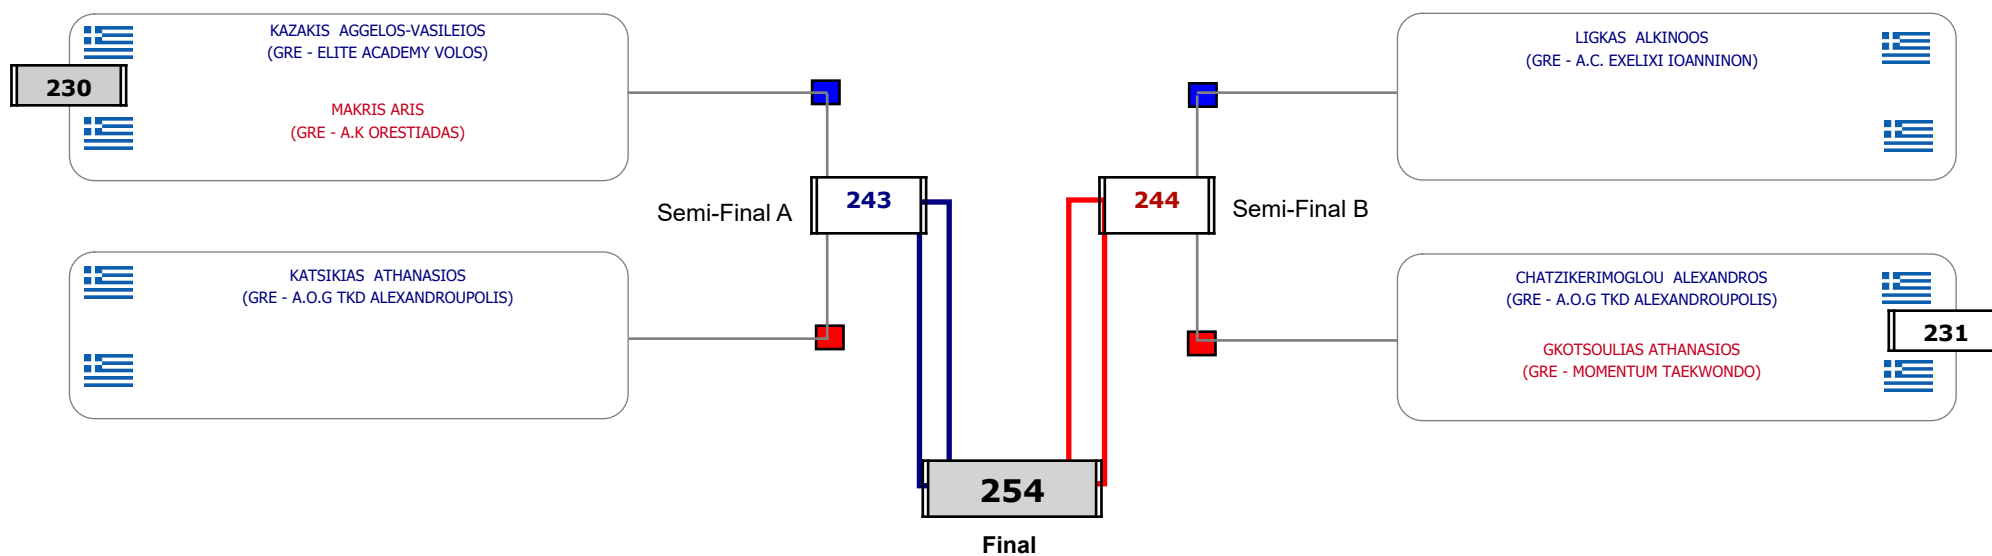 KAZAKIS AGGELOS-VASILEIOS
(GRE - ELITE ACADEMY VOLOS)
230
MAKRIS ARIS
(GRE - A.K ORESTIADAS)
LIGKAS ALKINOOS
(GRE - A.C. EXELIXI IOANNINON)
243
Semi-Final A
244
Semi-Final B
KATSIKIAS ATHANASIOS
(GRE - A.O.G TKD ALEXANDROUPOLIS)
CHATZIKERIMOGLOU ALEXANDROS
(GRE - A.O.G TKD ALEXANDROUPOLIS)
231
GKOTSOULIAS ATHANASIOS
(GRE - MOMENTUM TAEKWONDO)
254
Final